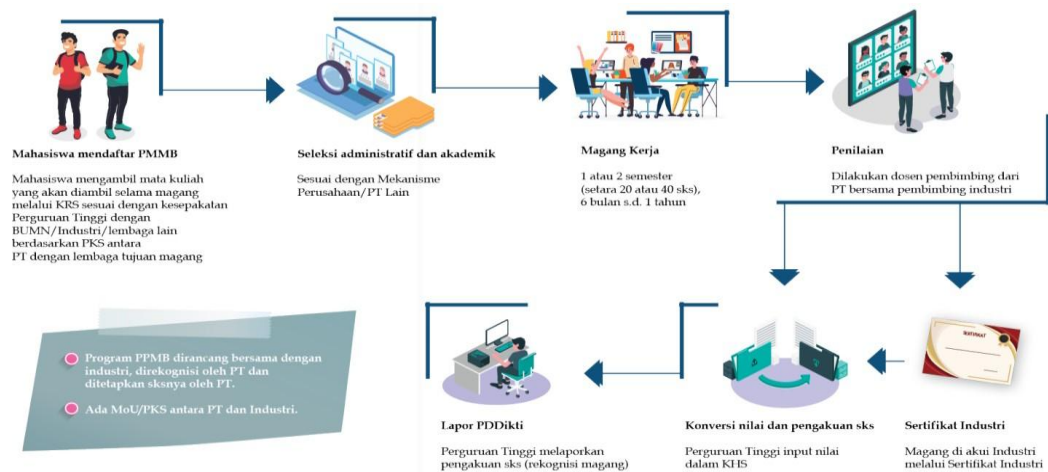 Mahasiswa mendaftar PMMB
Mahasiswa mengambil mata kuliah
yang akan diambil selama magang
melalui KRS sesuai dengan kesepakatan
Perguruan Tinggi dengan
BUMN/Industri/lembaga lain
berdasarkan PKS antara
PT dengan lembaga tujuan magang
Seleksi administratif dan akademik
Sesuai dengan Mekanisme
Perusahaan/PT Lain
Magang Kerja
1 atau 2 semester
(setara 20 atau 40 sks),
6 bulan s.d. 1 tahun
Penilaian
Dilakukan dosen pembimbing dari
PT bersama pembimbing industri
SERTIFIKAT
Sertifikat Industri
Magang di akui Industri
melalui Sertifikat Industri
Konversi nilai dan pengakuan sks
Perguruan Tinggi input nilai
dalam KHS
Lapor PDDikti
Perguruan Tinggi melaporkan
pengakuan sks (rekognisi magang)
Program PPMB dirancang bersama dengan
industri, direkognisi oleh PT dan
ditetapkan sksnya oleh PT.
Ada MoU/PKS antara PT dan Industri.